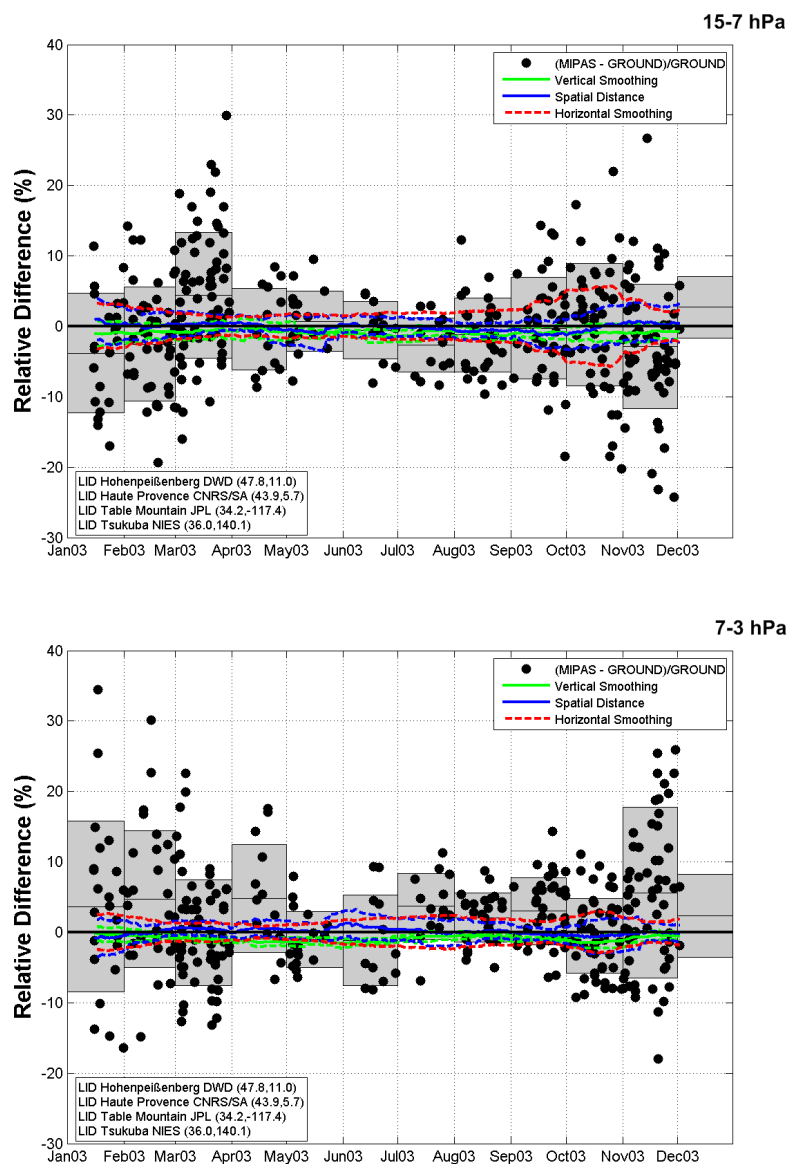 15-7 hPa
40
30
20
10
0
-10
-20
-30
Relative Difference (%)
(MIPAS - GROUND)/GROUND
Vertical Smoothing
Spatial Distance
Horizontal Smoothing
LID Hohenpeißenberg DWD (47.8,11.0)
LID Haute Provence CNRS/SA (43.9,5.7)
LID Table Mountain JPL (34.2,-117.4)
LID Tsukuba NIES (36.0,140.1)
Jan03 Feb03 Mar03 Apr03 May03 Jun03 Jul03 Aug03 Sep03 Oct03 Nov03 Dec03
7-3 hPa
40
30
20
10
0
-10
-20
-30
Relative Difference (%)
(MIPAS - GROUND)/GROUND
Vertical Smoothing
Spatial Distance
Horizontal Smoothing
LID Hohenpeißenberg DWD (47.8,11.0)
LID Haute Provence CNRS/SA (43.9,5.7)
LID Table Mountain JPL (34.2,-117.4)
LID Tsukuba NIES (36.0,140.1)
Jan03 Feb03 Mar03 Apr03 May03 Jun03 Jul03 Aug03 Sep03 Oct03 Nov03 Dec03